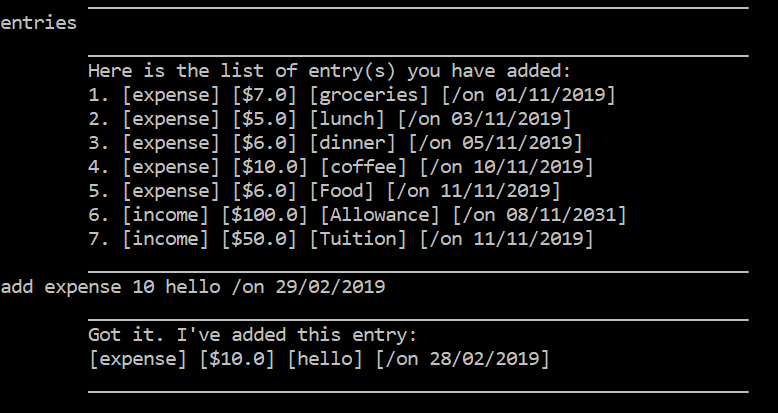 entries
Here is the list of entry(s) you have added:
1. [expense] [$7.0] [groceries] [/on 01/11/2019]
2. [expense] [$5.0] [lunch] [/on 03/11/2019]
3. [expense] [$6.0] [dinner] [/on 05/11/2019]
4. [expense] [$10.0] [coffee] [/on 10/11/2019]
5. [expense] [$6.0] [Food] [/on 11/11/2019]
6. [income] [$100.0] [Allowance] [/on 08/11/2031]
7. [income] [$50.0] [Tuition] [/on 11/11/2019]
add expense 10 hello /on 29/02/2019
Got it. I've added this entry:
[expense] [$10.0] [hello] [/on 28/02/2019]